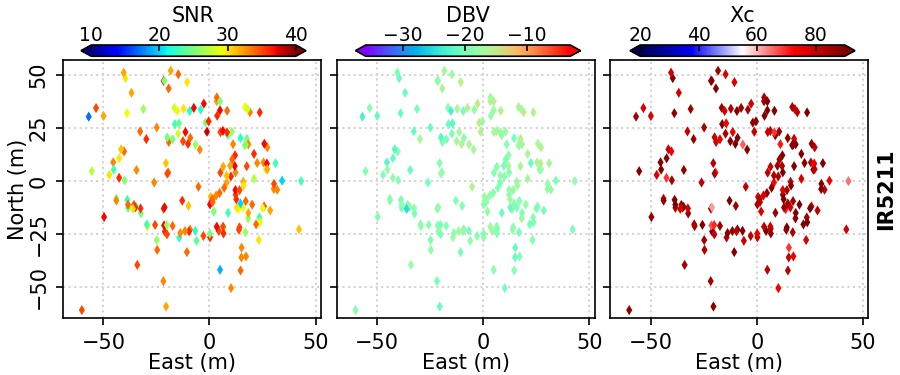 SNR DBV Xc
10 20 30 40 −30 −20 −10 20 40 60 80
50
25
0
−25
−50
North (m)
−50 0 50 −50 0 50 −50 0 50
East (m) East (m) East (m)
IR5211